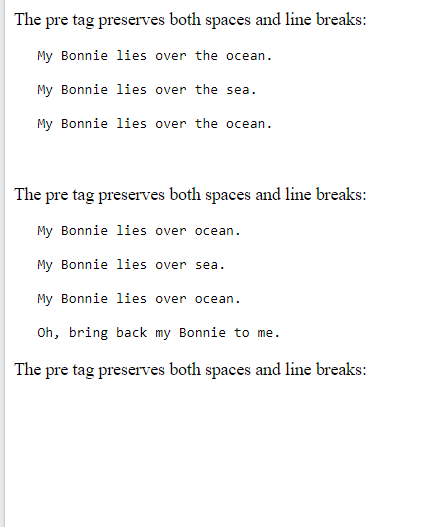 The pre tag preserves both spaces and line breaks:
My Bonnie lies over the ocean.
My Bonnie lies over the sea.
My Bonnie lies over the ocean.
The pre tag preserves both spaces and line breaks:
My Bonnie lies over ocean.
My Bonnie lies over sea.
My Bonnie lies over ocean.
Oh, bring back my Bonnie to me.
The pre tag preserves both spaces and line breaks: